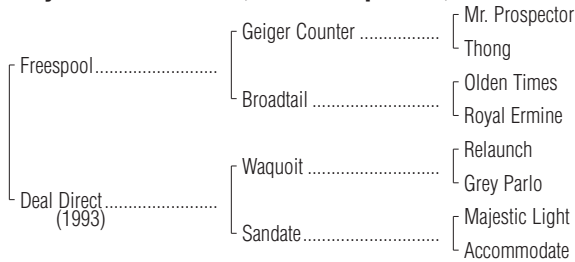 Mr. Prospector
Geiger Counter ................
Thong
Freespool........................
Olden Times
Broadtail .........................
Royal Ermine
Relaunch
Waquoit ..........................
Grey Parlo
Deal Direct......................
(1993)
Majestic Light
Sandate...........................
Accommodate